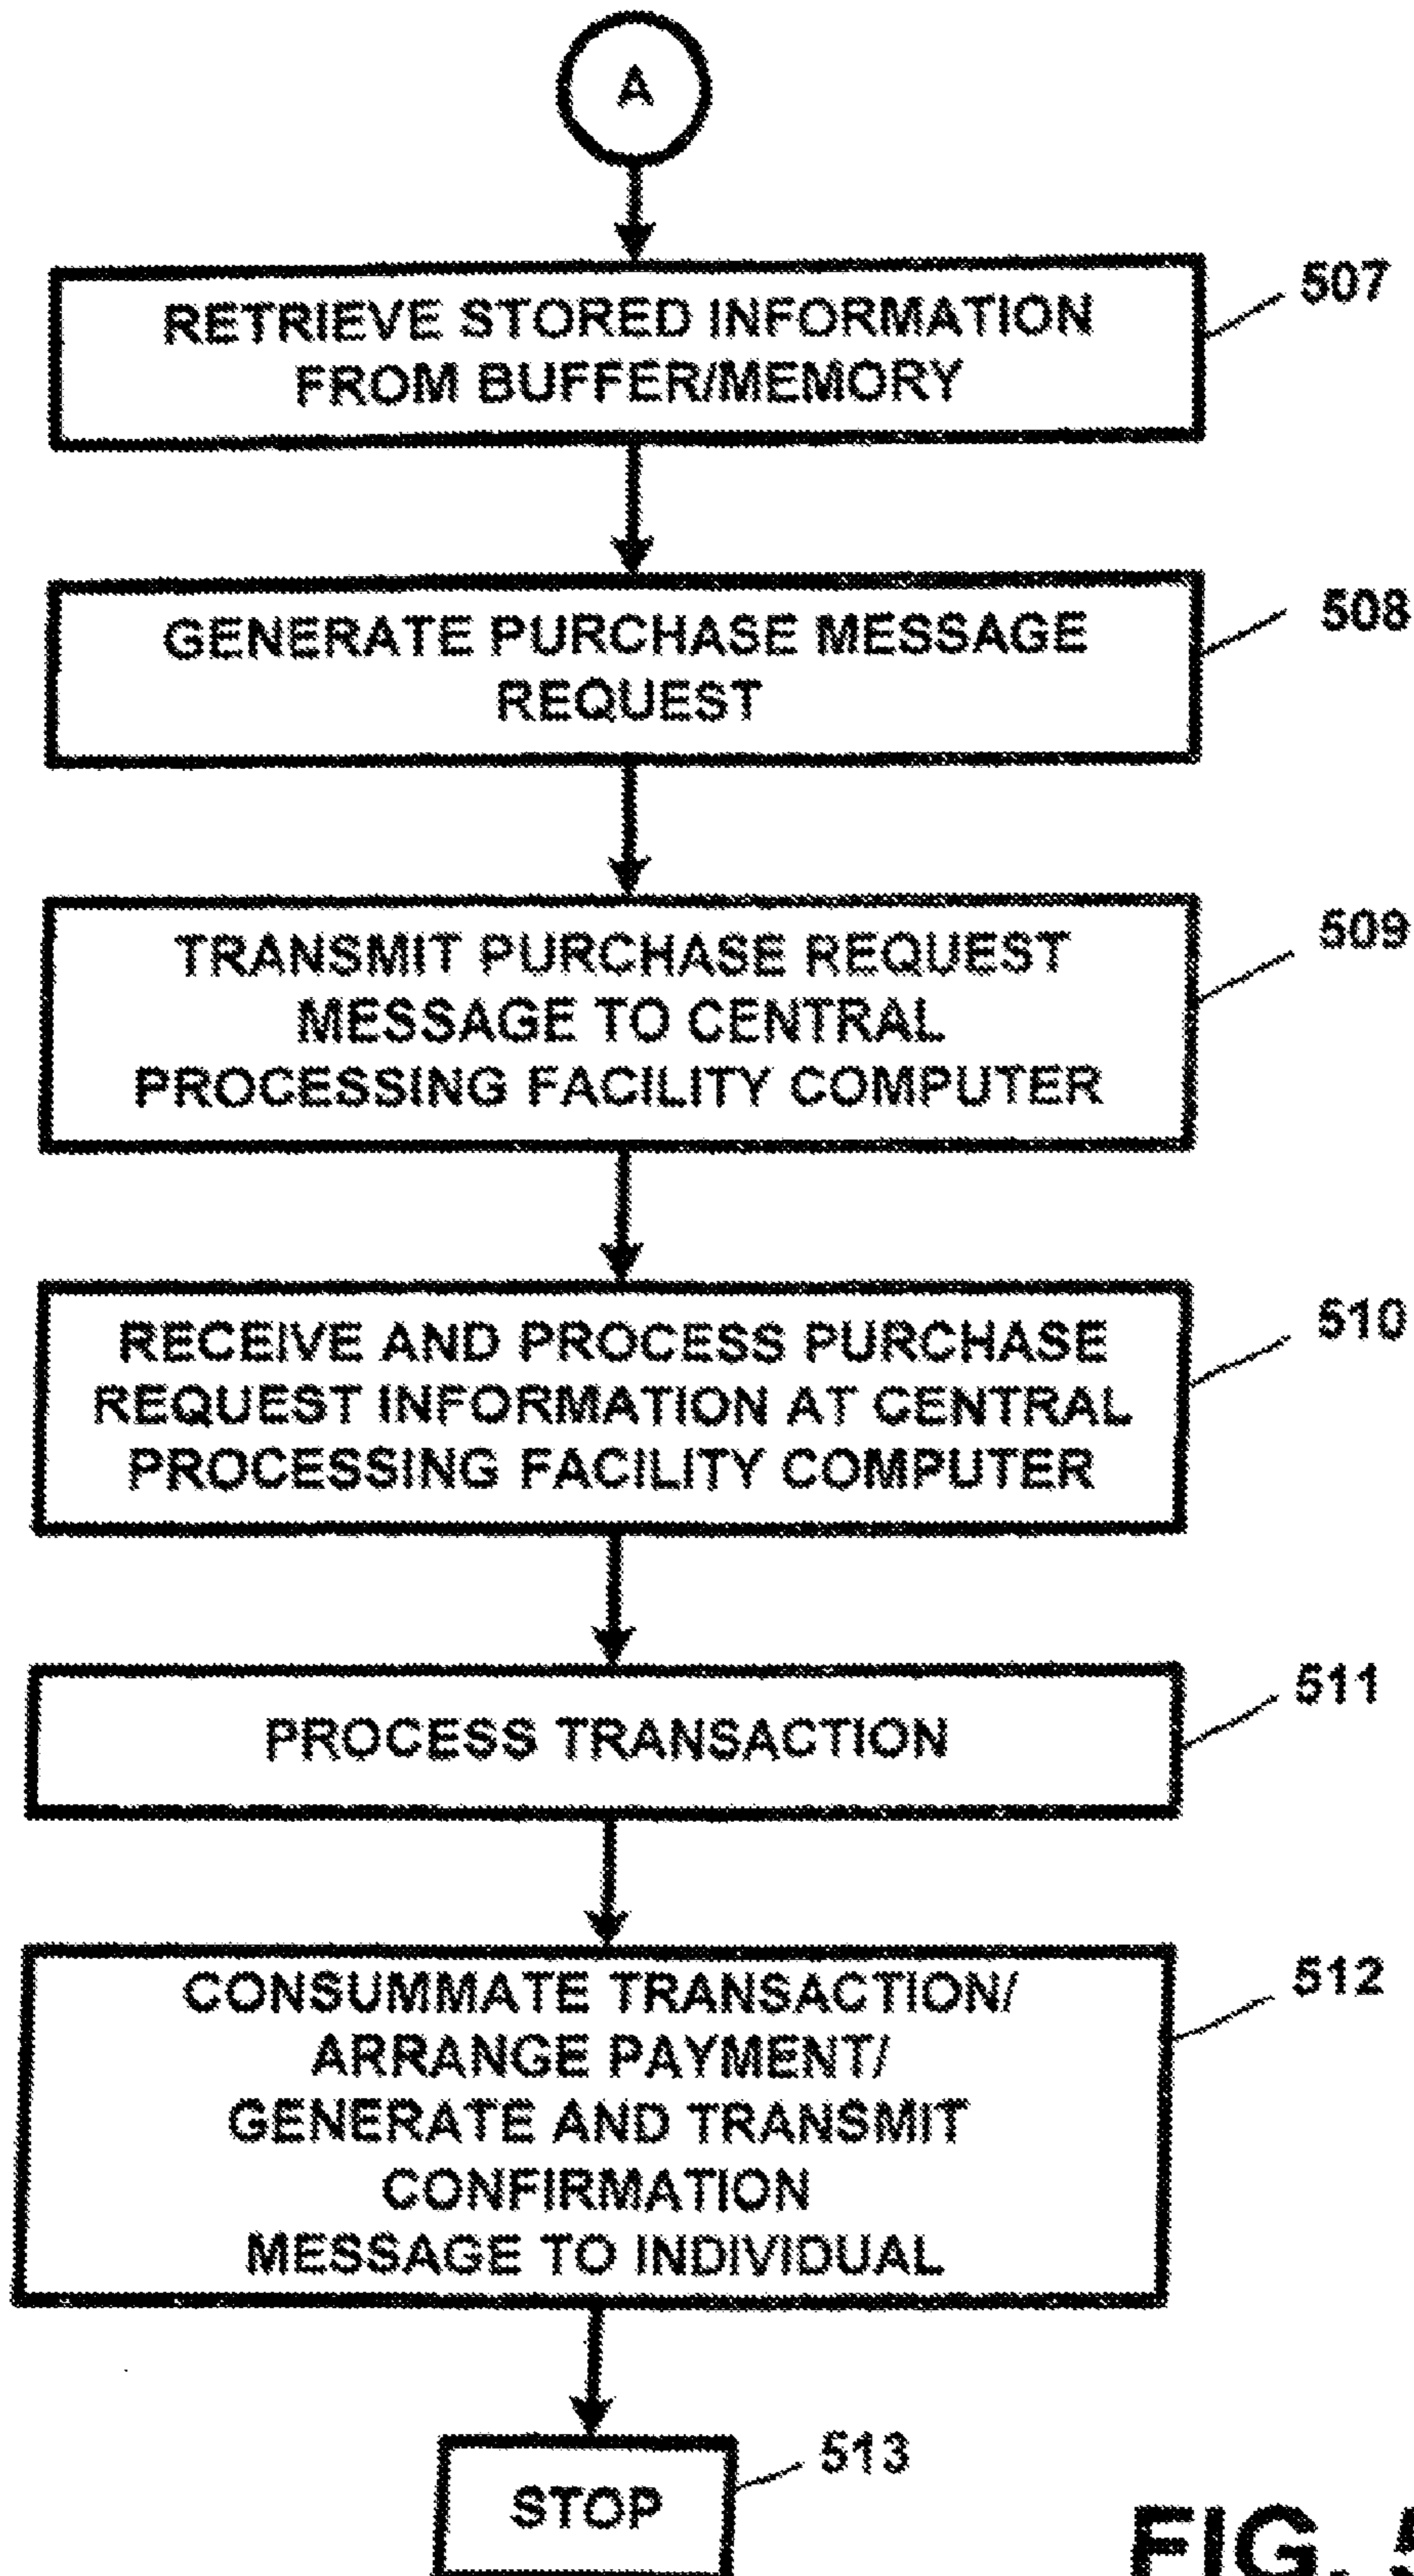 A
RETRIEVE STORED INFORMATION
FROM BUFFER/MEMORY
507
GENERATE PURCHASE MESSAGE
REQUEST
508
TRANSMIT PURCHASE REQUEST
MESSAGE TO CENTRAL
PROCESSING FACILITY COMPUTER
509
RECEIVE AND PROCESS PURCHASE
REQUEST INFORMATION AT CENTRAL
PROCESSING FACILITY COMPUTER
510
PROCESS TRANSACTION
511
CONSUMMATE TRANSACTION/
ARRANGE PAYMENT/
GENERATE AND TRANSMIT
CONFIRMATION
MESSAGE TO INDIVIDUAL
512
STOP
513
FIG.